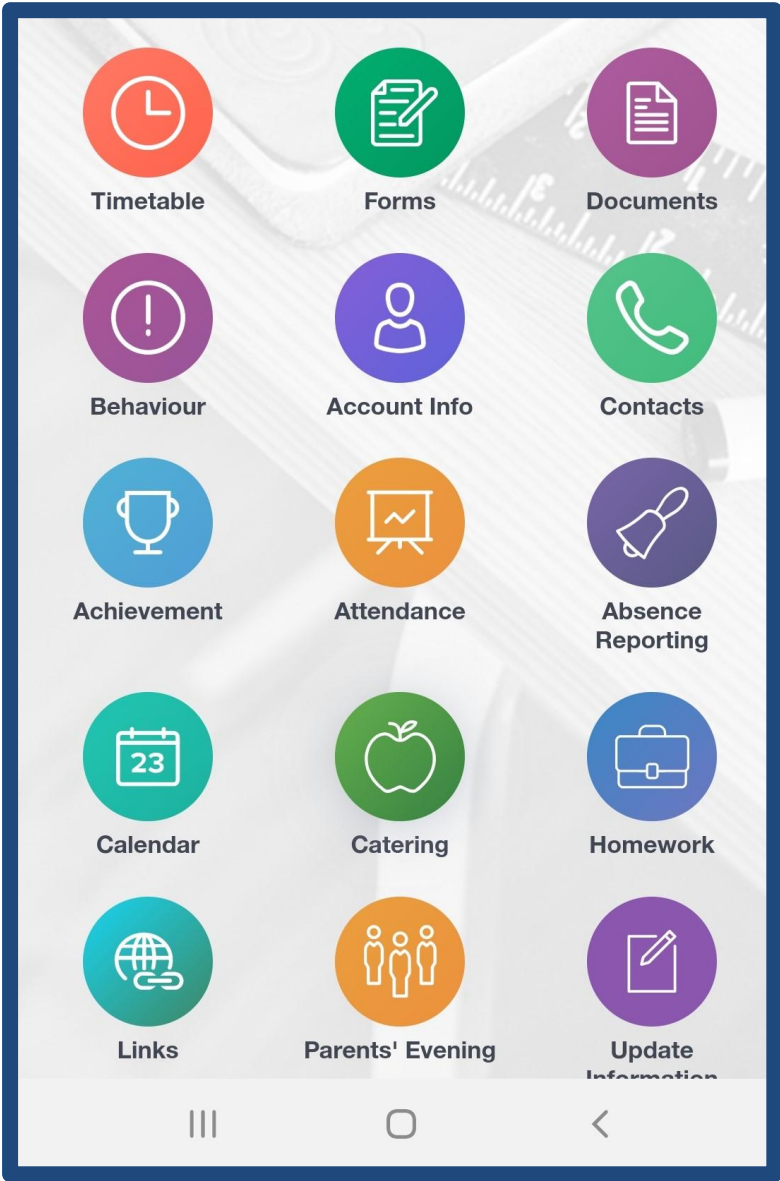 Timetable
Forms
Documents
Behaviour
Account Info
Contacts
Achievement
Attendance
Absence
Reporting
23
Calendar
Catering
Homework
Links
Parents' Evening
Update
Information